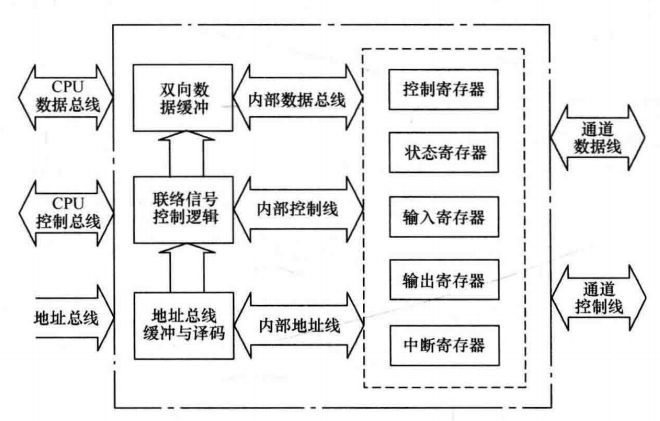 CPU
数据总线
双向数
据缓冲
内部数据总线
控制寄存器
通道
数据线
状态寄存器
CPU
控制总线
联络信号
控制逻辑
内部控制线
输入寄存器
输出寄存器
通道
控制线
地址总线
地址总线
缓冲与译码
内部地址线
中断寄存器